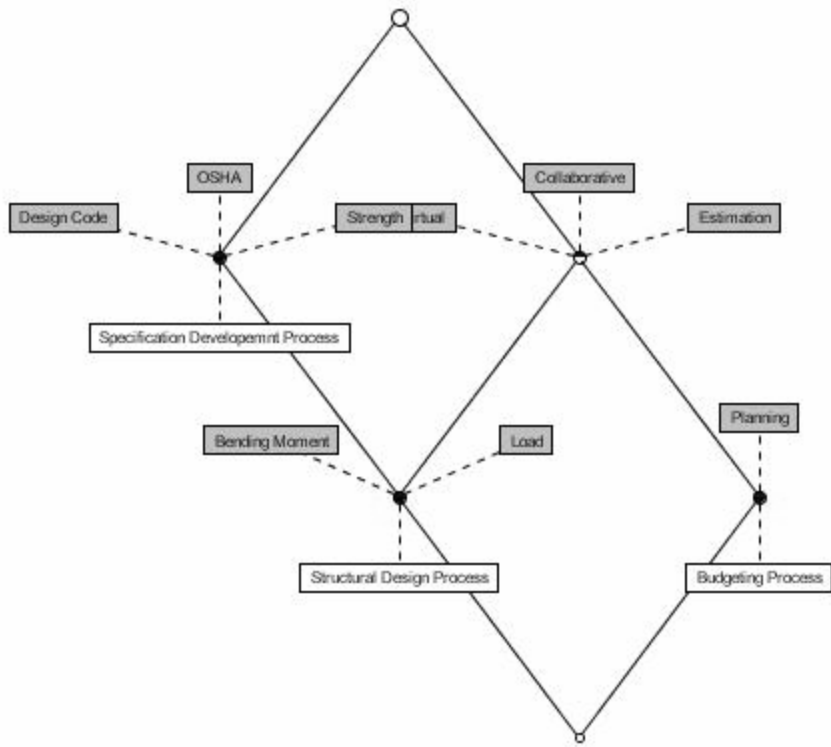 OSHA
Collaborative
Design Code
Strength
rtual
Estimation
Specification Developemnt Process
Planning
Bending Moment
Load
Structural Design Process
Budgeting Process